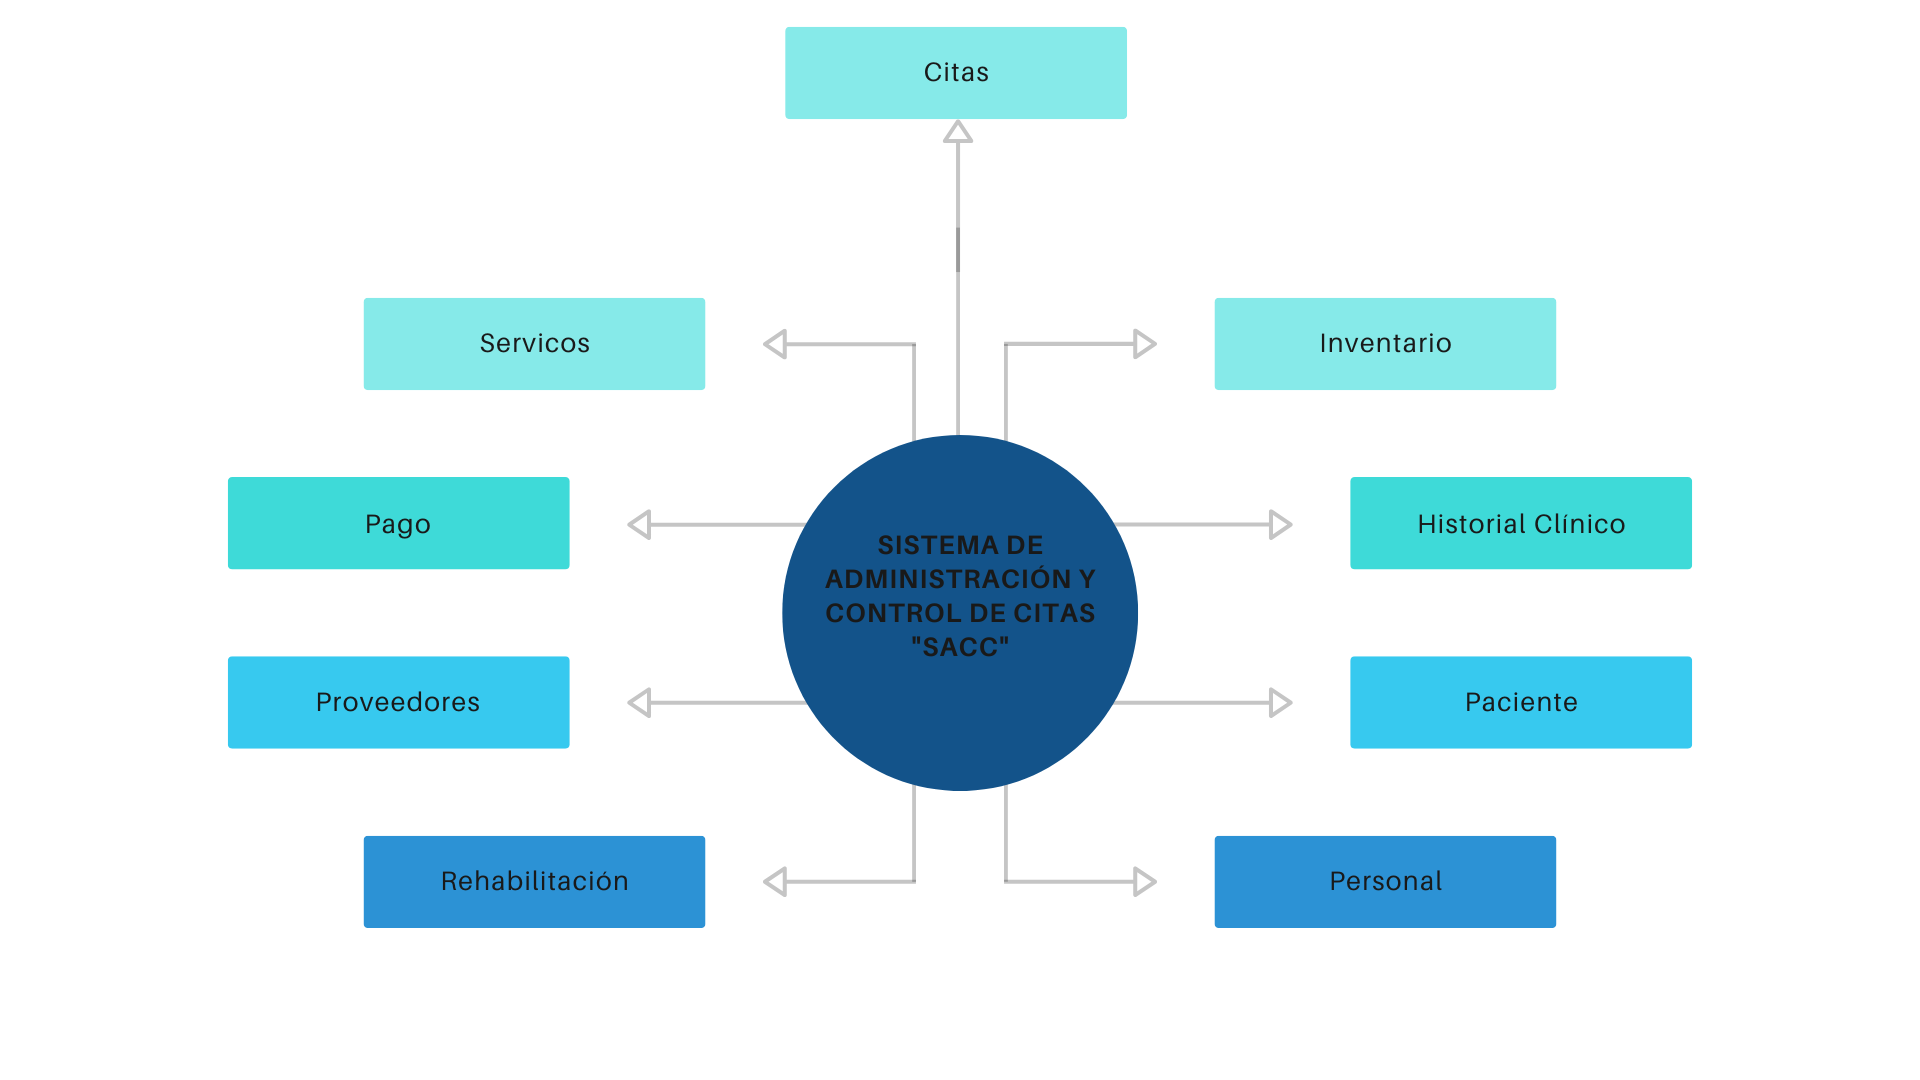 Citas
Servicos
Inventario
Pago
Historial Clínico
SISTEMA DE
ADMINISTRACIÓN Y
CONTROL DE CITAS
"SACC"
Proveedores
Paciente
Rehabilitación
Personal